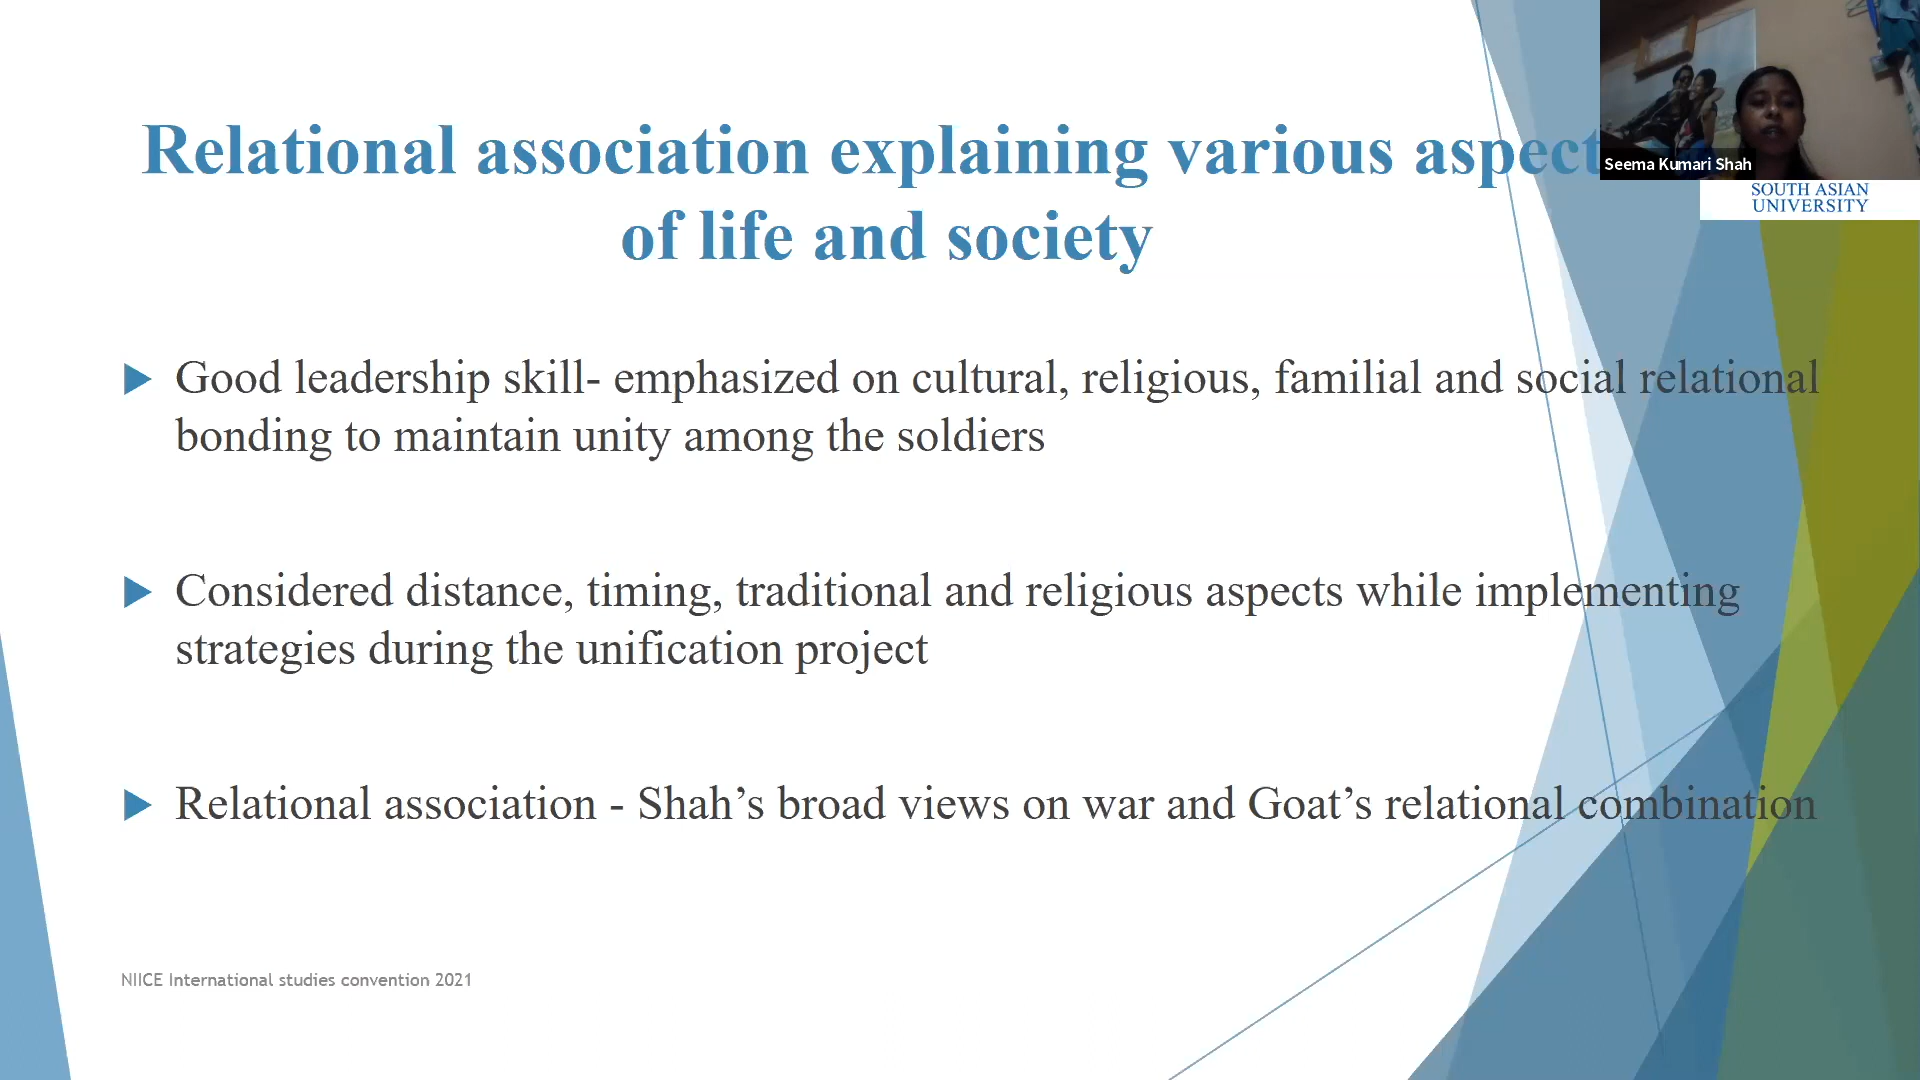 Relational association explaining various aspect
of life and society
Seema Kumari Shah
SOUTH ASIAN
UNIVERSITY
Good leadership skill- emphasized on cultural, religious, familial and social relational
bonding to maintain unity among the soldiers
Considered distance, timing, traditional and religious aspects while implementing
strategies during the unification project
Relational association - Shah’s broad views on war and Goat’s relational combination
NIICE International studies convention 2021